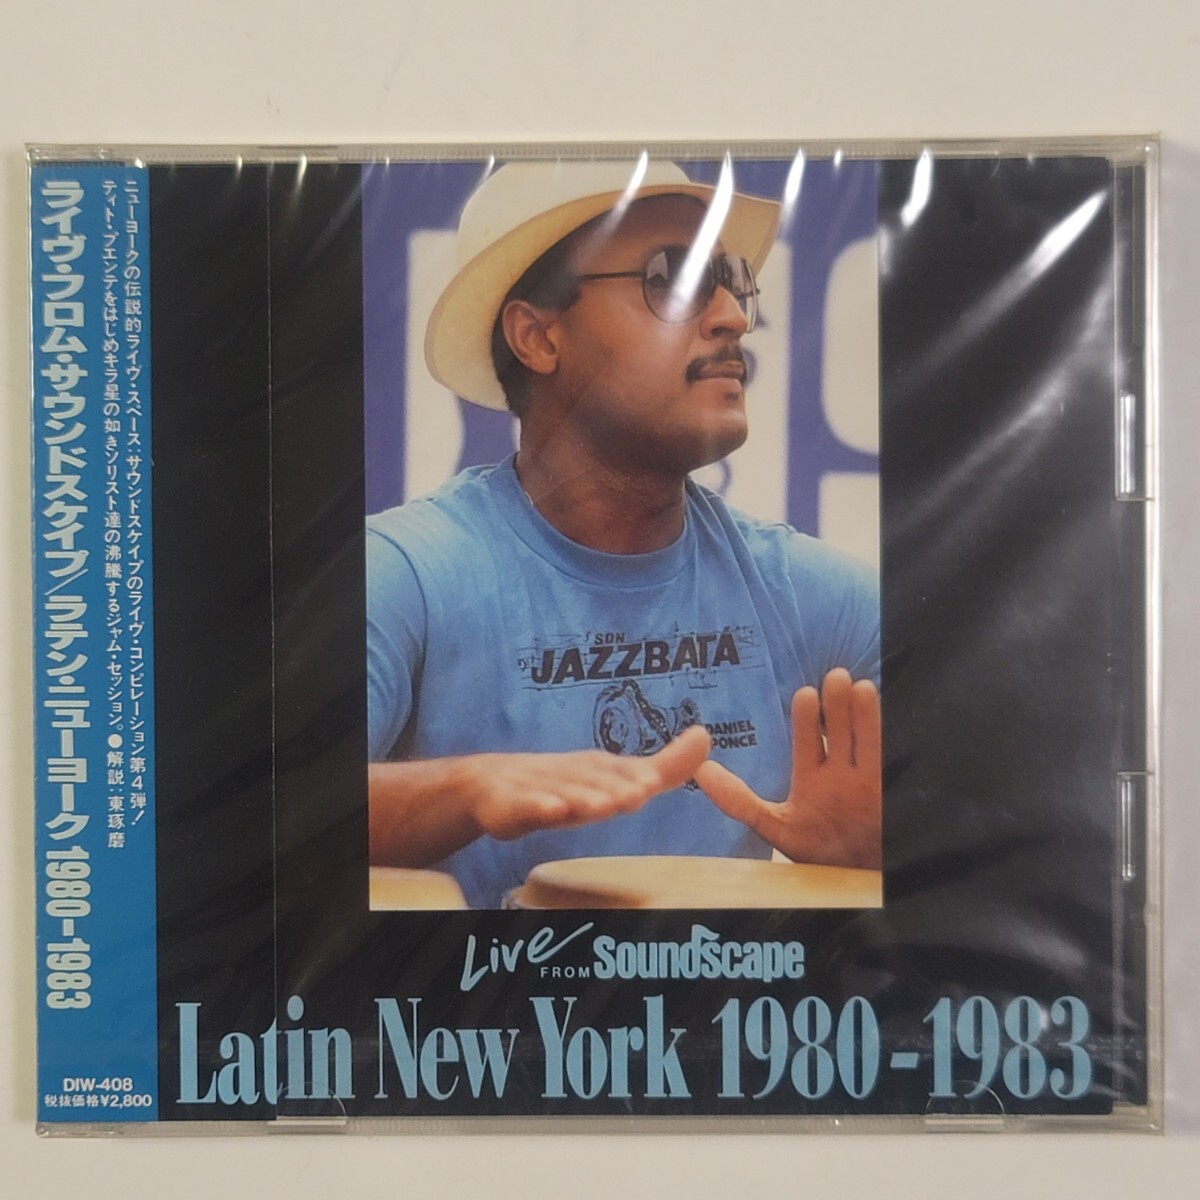 ライヴ・フロム・サウンドスケイプ/ラテン・ニューヨーク 1980-1983
ニューヨークの伝説的ライヴ・スペース：サウンドスケイプのライヴ・コンピレーション第4弾！
ティト・プエンテをはじめキラ星の如きソリスト達の沸騰するジャム・セッション。●解説：東琢磨
DIW-408
税抜価格¥2,800
SON
JAZZBATÁ
DANIEL
PONCE
Live FROM Soundscape
Latin New York 1980-1983